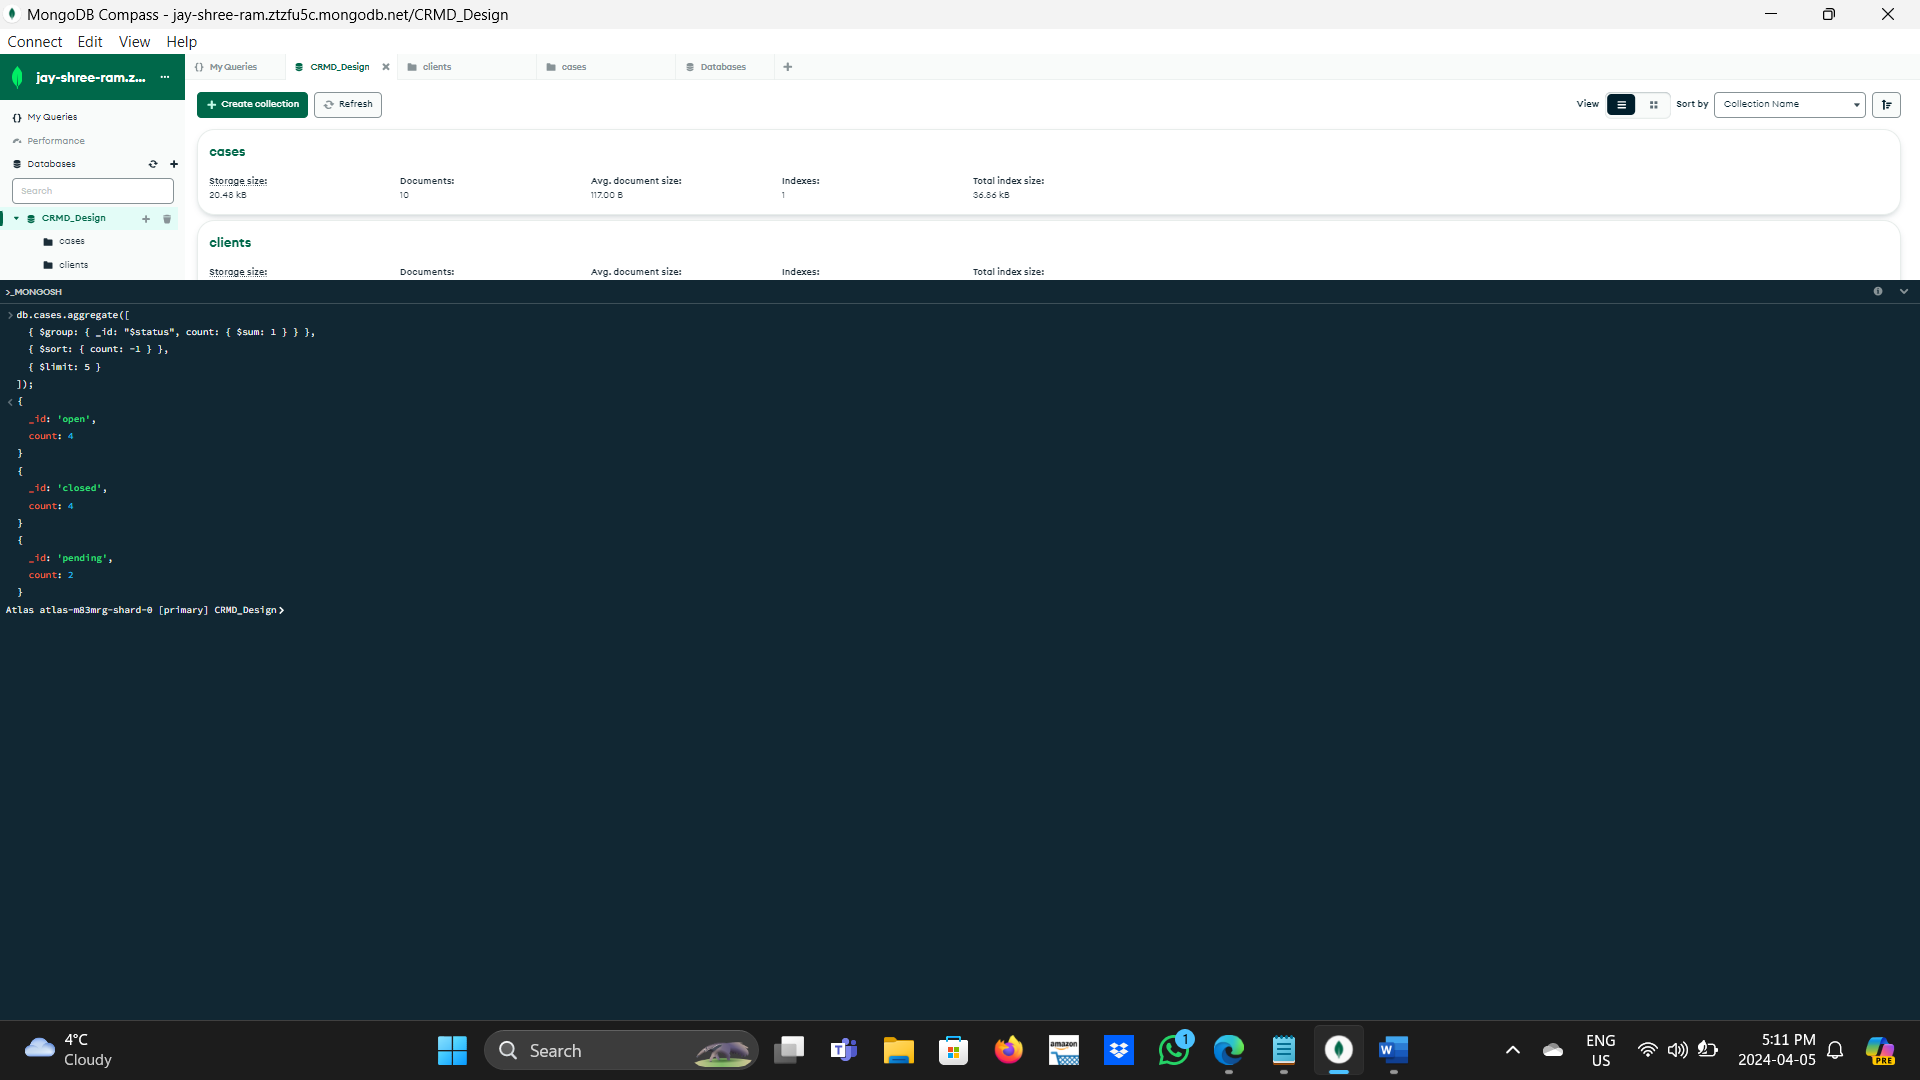 MongoDB Compass - jay-shree-ram.ztzfu5c.mongodb.net/CRMD_Design
Connect Edit View Help
jay-shree-ram.z... ...
{} My Queries CRMD_Design clients cases Databases +
+ Create collection Refresh
View Sort by Collection Name
{} My Queries
Performance
Databases
Search
CRMD_Design
cases
clients
cases
Storage size: Documents: Avg. document size: Indexes: Total index size:
20.48 kB 10 117.00 B 1 36.86 kB
clients
Storage size: Documents: Avg. document size: Indexes: Total index size:
>_MONGOSH
> db.cases.aggregate([
{ $group: { _id: "$status", count: { $sum: 1 } } },
{ $sort: { count: -1 } },
{ $limit: 5 }
]);
< {
_id: 'open',
count: 4
}
{
_id: 'closed',
count: 4
}
{
_id: 'pending',
count: 2
}
Atlas atlas-m83mrg-shard-0 [primary] CRMD_Design>
4°C
Cloudy
Search
amazon
1
ENG
US
5:11 PM
2024-04-05
PRE